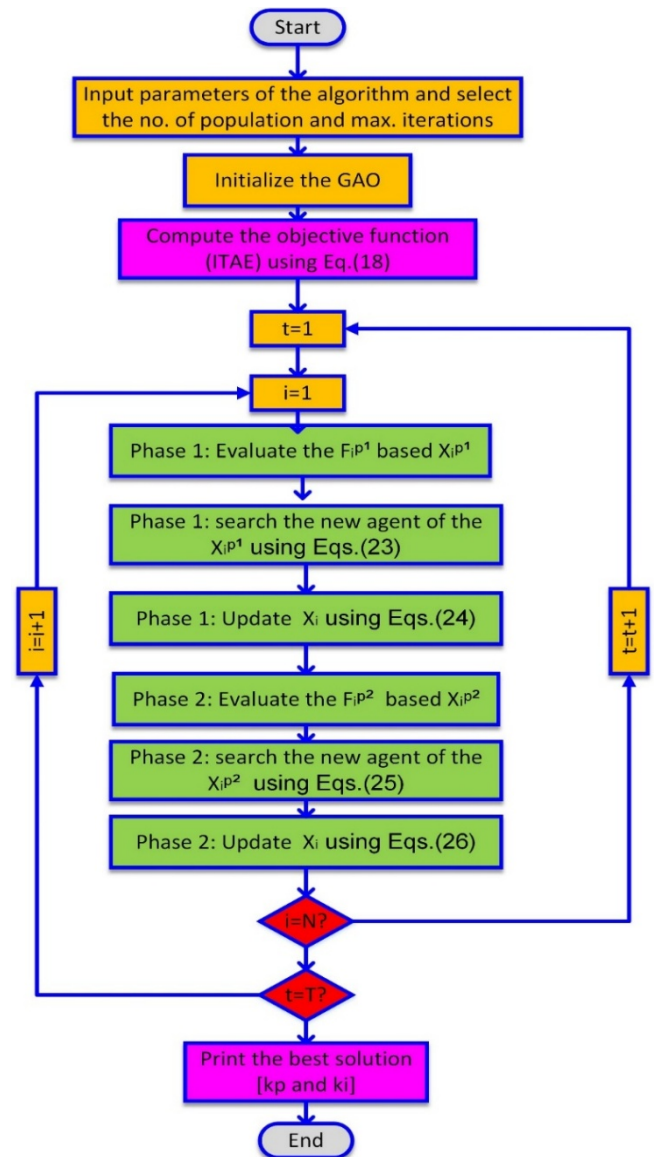 Start
Input parameters of the algorithm and select
the no. of population and max. iterations
Initialize the GAO
Compute the objective function
(ITAE) using Eq.(18)
t=1
i=1
Phase 1: Evaluate the Fᵢᵖ¹ based Xᵢᵖ¹
Phase 1: search the new agent of the
Xᵢᵖ¹ using Eqs.(23)
i=i+1
t=t+1
Phase 1: Update Xᵢ using Eqs.(24)
Phase 2: Evaluate the Fᵢᵖ² based Xᵢᵖ²
Phase 2: search the new agent of the
Xᵢᵖ² using Eqs.(25)
Phase 2: Update Xᵢ using Eqs.(26)
i=N?
t=T?
Print the best solution
[kp and ki]
End